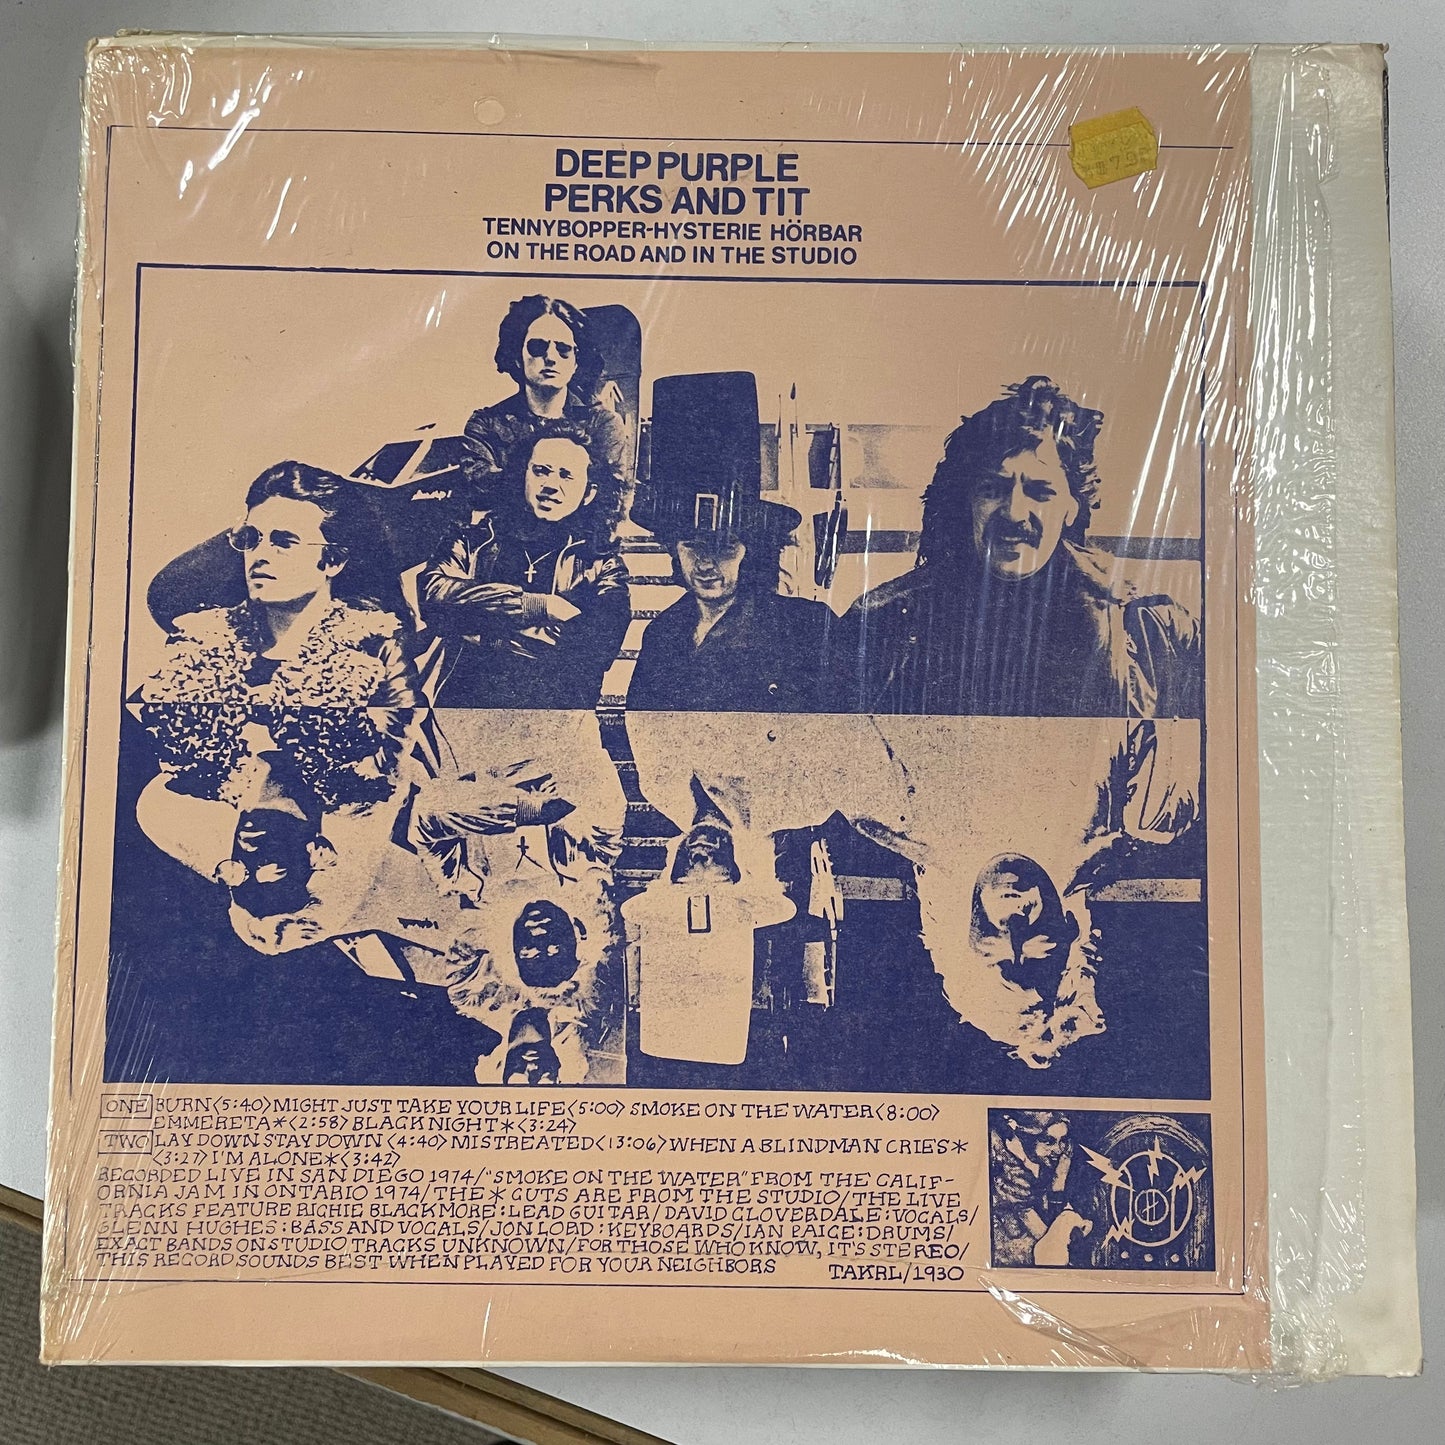 DEEP PURPLE
PERKS AND TIT
TENNYBOPPER-HYSTERIE HÖRBAR
ON THE ROAD AND IN THE STUDIO
ONE BURN<5:40>MIGHT JUST TAKE YOUR LIFE<5:00> SMOKE ON THE WATER<8:00>
EMMERETA*<2:58> BLACK NIGHT*<3:24>
TWO LAY DOWN STAY DOWN <4:40> MISTREATED<13:06> WHEN A BLINDMAN CRIES*
<3:27> I'M ALONE*<3:42>
RECORDED LIVE IN SAN DIEGO 1974/"SMOKE ON THE WATER" FROM THE CALIF-
ORNIA JAM IN ONTARIO 1974/THE * CUTS ARE FROM THE STUDIO/THE LIVE
TRACKS FEATURE RICHIE BLACKMORE:LEAD GUITAR/DAVID CLOVERDALE:VOCALS/
GLENN HUGHES:BASS AND VOCALS/JON LORD:KEYBOARDS/IAN PAIGE:DRUMS/
EXACT BANDS ON STUDIO TRACKS UNKNOWN/FOR THOSE WHO KNOW, IT'S STEREO/
THIS RECORD SOUNDS BEST WHEN PLAYED FOR YOUR NEIGHBORS TAKRL/1930